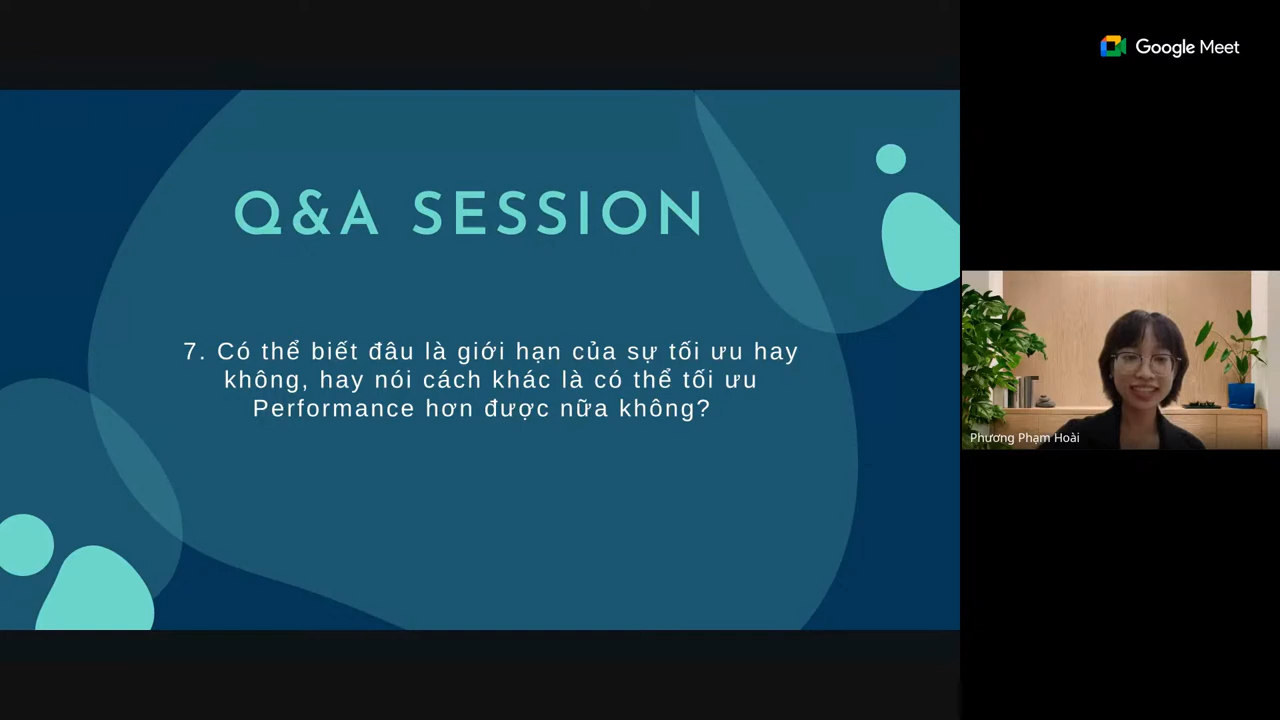 Google Meet
Q&A SESSION
7. Có thể biết đâu là giới hạn của sự tối ưu hay
không, hay nói cách khác là có thể tối ưu
Performance hơn được nữa không?
Phương Phạm Hoài